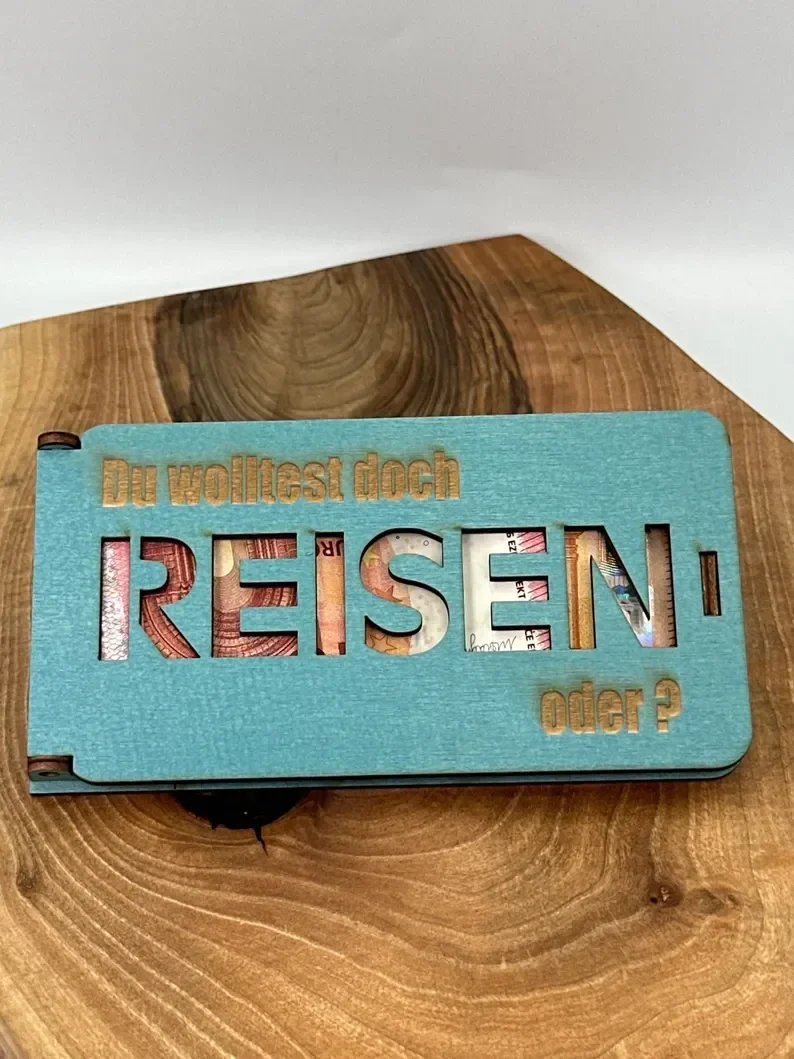 Du wolltest doch
REISEN
oder ?